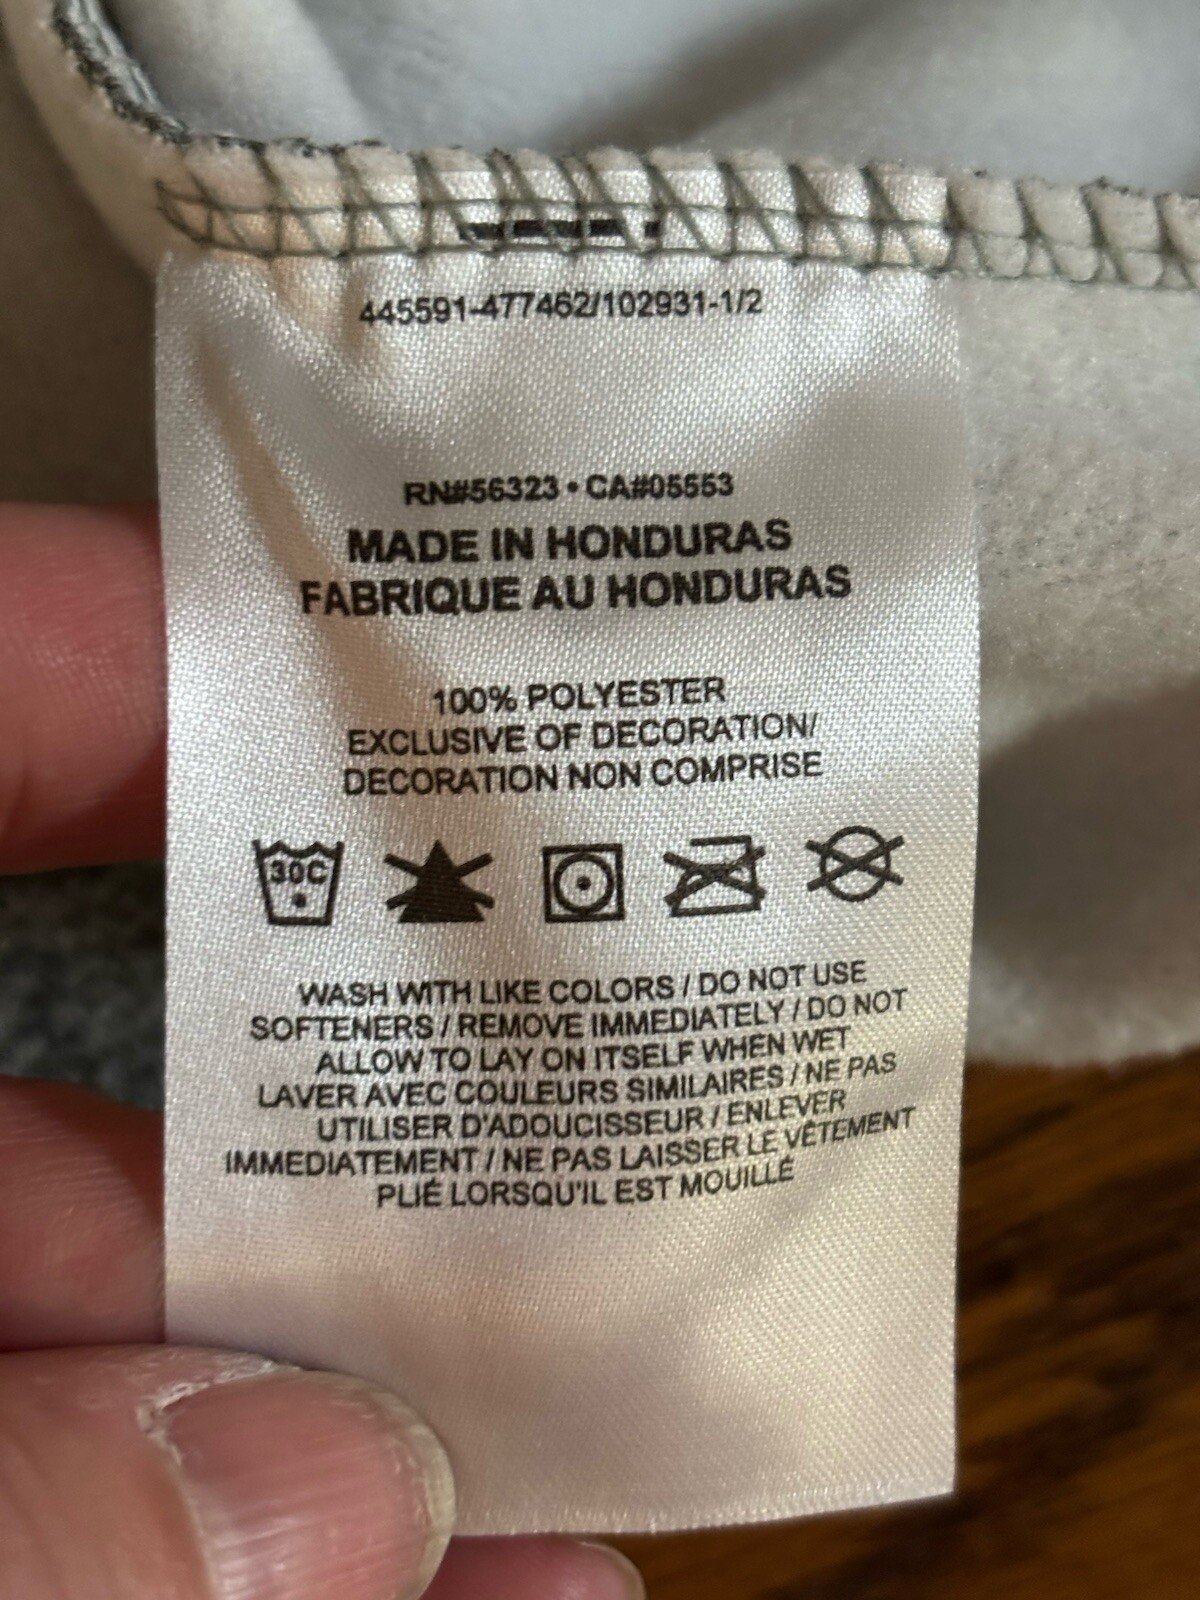 445591-477462/102931-1/2
RN#56323 • CA#05553
MADE IN HONDURAS
FABRIQUE AU HONDURAS
100% POLYESTER
EXCLUSIVE OF DECORATION/
DECORATION NON COMPRISE
30C
WASH WITH LIKE COLORS / DO NOT USE
SOFTENERS / REMOVE IMMEDIATELY / DO NOT
ALLOW TO LAY ON ITSELF WHEN WET
LAVER AVEC COULEURS SIMILAIRES / NE PAS
UTILISER D'ADOUCISSEUR / ENLEVER
IMMEDIATEMENT / NE PAS LAISSER LE VÊTEMENT
PLIÉ LORSQU'IL EST MOUILLÉ